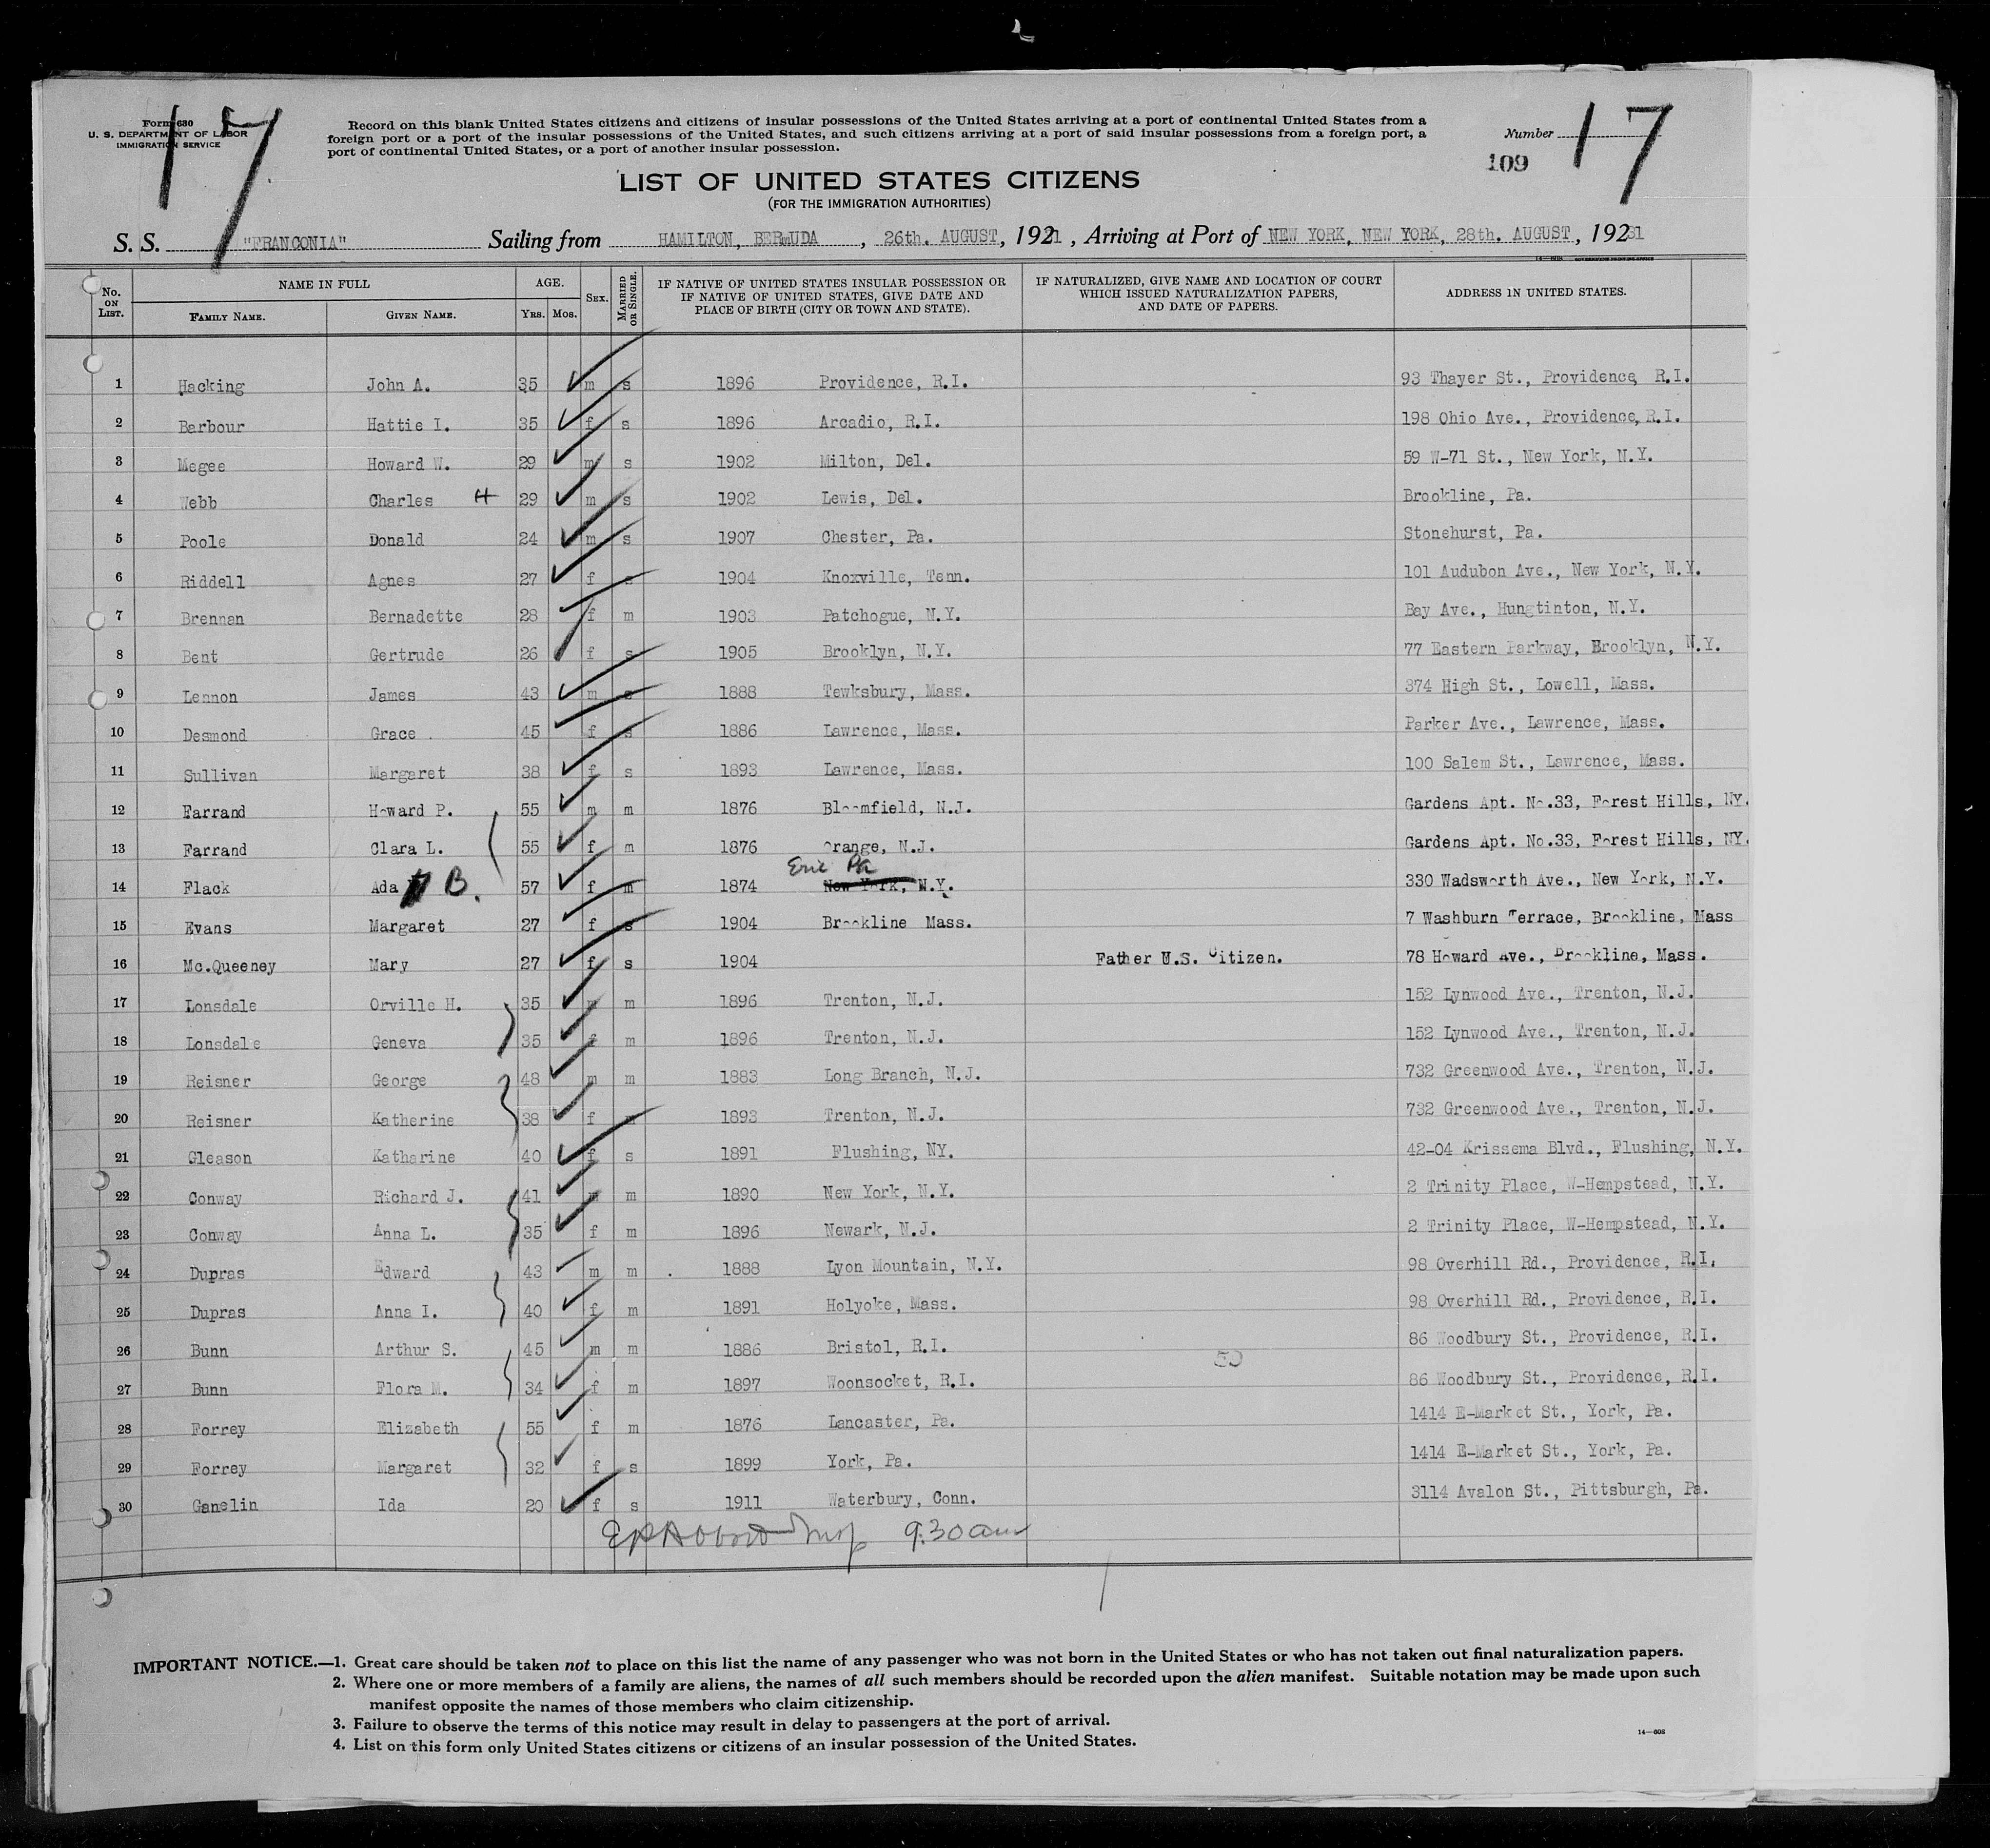 17
Form 630
U. S. DEPARTMENT OF LABOR
IMMIGRATION SERVICE
Record on this blank United States citizens and citizens of insular possessions of the United States arriving at a port of continental United States from a
foreign port or a port of the insular possessions of the United States, and such citizens arriving at a port of said insular possessions from a foreign port, a
port of continental United States, or a port of another insular possession.
Number 17
109
LIST OF UNITED STATES CITIZENS
(FOR THE IMMIGRATION AUTHORITIES)
S. S. "FRANCONIA" Sailing from HAMILTON, BERMUDA, 26th. AUGUST, 1921, Arriving at Port of NEW YORK, NEW YORK, 28th. AUGUST, 19231
No. ON LIST. NAME IN FULL AGE. SEX. MARRIED OR SINGLE. IF NATIVE OF UNITED STATES INSULAR POSSESSION OR IF NATIVE OF UNITED STATES, GIVE DATE AND PLACE OF BIRTH (CITY OR TOWN AND STATE). IF NATURALIZED, GIVE NAME AND LOCATION OF COURT WHICH ISSUED NATURALIZATION PAPERS, AND DATE OF PAPERS. ADDRESS IN UNITED STATES.
FAMILY NAME. GIVEN NAME. YRS. MOS.
1 Hacking John A. 35 m s 1896 Providence, R.I. 93 Thayer St., Providence, R.I.
2 Barbour Hattie I. 35 f s 1896 Arcadio, R.I. 198 Ohio Ave., Providence, R.I.
3 Megee Howard W. 29 m s 1902 Milton, Del. 59 W-71 St., New York, N.Y.
4 Webb Charles H 29 m s 1902 Lewis, Del. Brookline, Pa.
5 Poole Donald 24 m s 1907 Chester, Pa. Stonehurst, Pa.
6 Riddell Agnes 27 f s 1904 Knoxville, Tenn. 101 Audubon Ave., New York, N.Y.
7 Brennan Bernadette 28 f m 1903 Patchogue, N.Y. Bay Ave., Hungtinton, N.Y.
8 Bent Gertrude 26 f s 1905 Brooklyn, N.Y. 77 Eastern Parkway, Brooklyn, N.Y.
9 Lennon James 43 m s 1888 Tewksbury, Mass. 374 High St., Lowell, Mass.
10 Desmond Grace 45 f s 1886 Lawrence, Mass. Parker Ave., Lawrence, Mass.
11 Sullivan Margaret 38 f s 1893 Lawrence, Mass. 100 Salem St., Lawrence, Mass.
12 Farrand Howard P. 55 m m 1876 Bloomfield, N.J. Gardens Apt. No.33, Forest Hills, NY.
13 Farrand Clara L. 55 f m 1876 Orange, N.J. Gardens Apt. No.33, Forest Hills, NY.
Eric Pa
14 Flack Ada B. 57 f m 1874 New York, N.Y. 330 Wadsworth Ave., New York, N.Y.
15 Evans Margaret 27 f s 1904 Brookline Mass. 7 Washburn Terrace, Brookline, Mass
16 Mc.Queeney Mary 27 f s 1904 Father U.S. Citizen. 78 Howard Ave., Brookline, Mass.
17 Lonsdale Orville H. 35 m m 1896 Trenton, N.J. 152 Lynwood Ave., Trenton, N.J.
18 Lonsdale Geneva 35 f m 1896 Trenton, N.J. 152 Lynwood Ave., Trenton, N.J.
19 Reisner George 48 m m 1883 Long Branch, N.J. 732 Greenwood Ave., Trenton, N.J.
20 Reisner Katherine 38 f m 1893 Trenton, N.J. 732 Greenwood Ave., Trenton, N.J.
21 Gleason Katharine 40 f s 1891 Flushing, NY. 42-04 Krissema Blvd., Flushing, N.Y.
22 Conway Richard J. 41 m m 1890 New York, N.Y. 2 Trinity Place, W-Hempstead, N.Y.
23 Conway Anna L. 35 f m 1896 Newark, N.J. 2 Trinity Place, W-Hempstead, N.Y.
24 Dupras Edward 43 m m 1888 Lyon Mountain, N.Y. 98 Overhill Rd., Providence, R.I.
25 Dupras Anna I. 40 f m 1891 Holyoke, Mass. 98 Overhill Rd., Providence, R.I.
26 Bunn Arthur S. 45 m m 1886 Bristol, R.I. 86 Woodbury St., Providence, R.I.
50
27 Bunn Flora M. 34 f m 1897 Woonsocket, R.I. 86 Woodbury St., Providence, R.I.
28 Forrey Elizabeth 55 f m 1876 Lancaster, Pa. 1414 E-Market St., York, Pa.
29 Forrey Margaret 32 f s 1899 York, Pa. 1414 E-Market St., York, Pa.
30 Ganelin Ida 20 f s 1911 Waterbury, Conn. 3114 Avalon St., Pittsburgh, Pa.
9.30 am
IMPORTANT NOTICE.—1. Great care should be taken not to place on this list the name of any passenger who was not born in the United States or who has not taken out final naturalization papers.
2. Where one or more members of a family are aliens, the names of all such members should be recorded upon the alien manifest. Suitable notation may be made upon such
manifest opposite the names of those members who claim citizenship.
3. Failure to observe the terms of this notice may result in delay to passengers at the port of arrival.
4. List on this form only United States citizens or citizens of an insular possession of the United States.
14—608